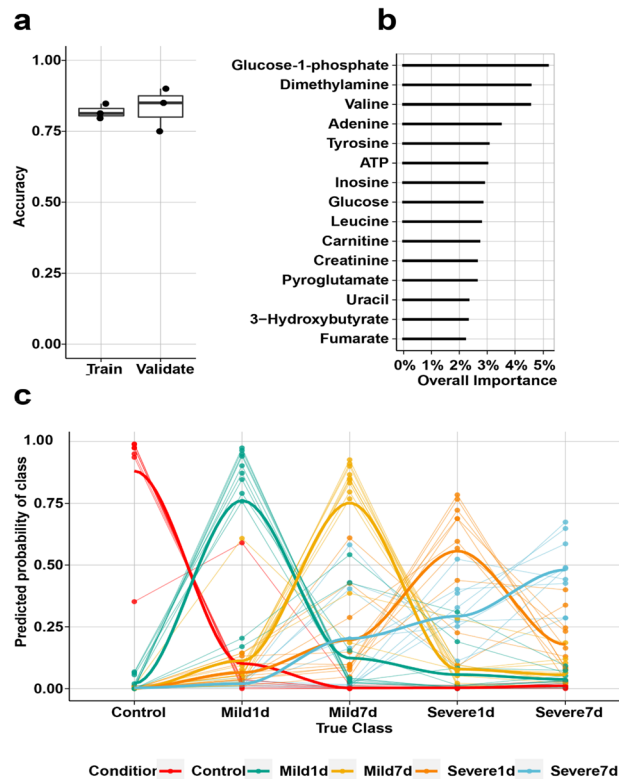 a
1.00
0.75
0.50
0.25
0.00
Accuracy
Train Validate
b
Glucose-1-phosphate
Dimethylamine
Valine
Adenine
Tyrosine
ATP
Inosine
Glucose
Leucine
Carnitine
Creatinine
Pyroglutamate
Uracil
3−Hydroxybutyrate
Fumarate
0% 1% 2% 3% 4% 5%
Overall Importance
c
1.00
0.75
0.50
0.25
0.00
Predicted probability of class
Control Mild1d Mild7d Severe1d Severe7d
True Class
Condition Control Mild1d Mild7d Severe1d Severe7d